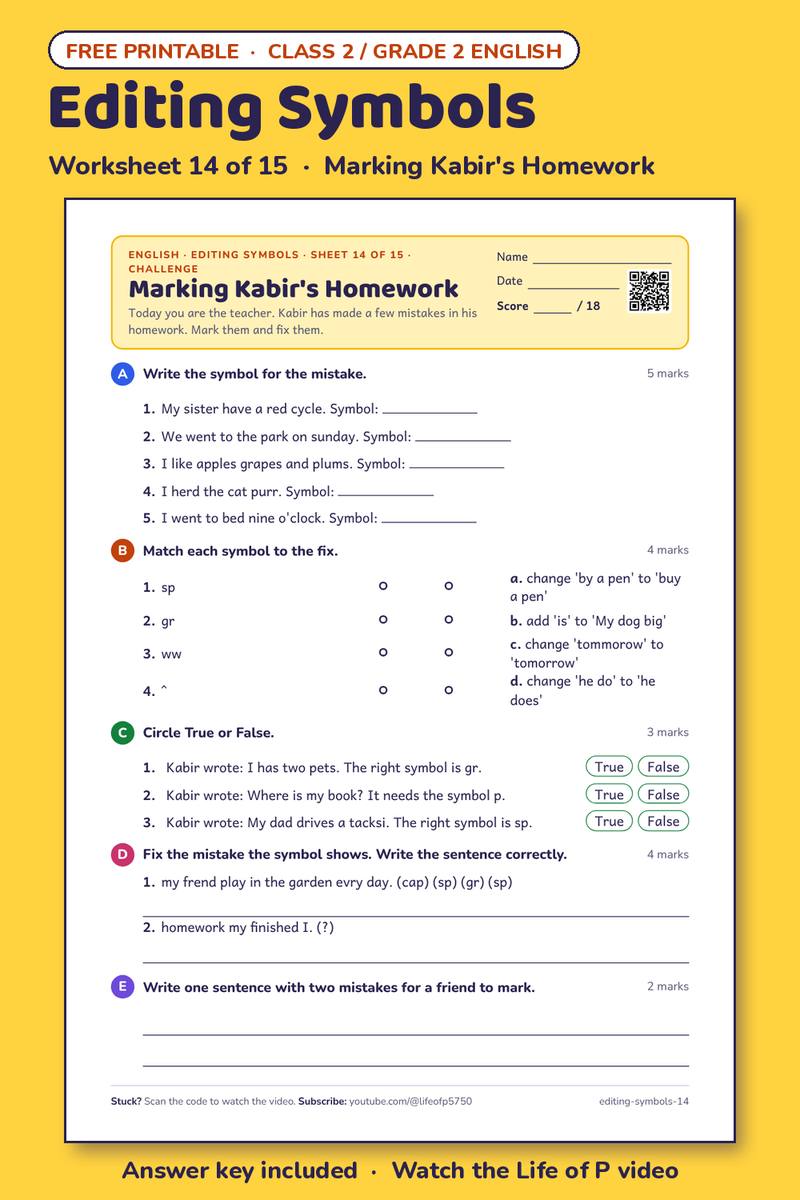 FREE PRINTABLE · CLASS 2 / GRADE 2 ENGLISH
Editing Symbols
Worksheet 14 of 15 · Marking Kabir's Homework
ENGLISH · EDITING SYMBOLS · SHEET 14 OF 15 ·
CHALLENGE
Marking Kabir's Homework
Today you are the teacher. Kabir has made a few mistakes in his
homework. Mark them and fix them.
Name
Date
Score / 18
A Write the symbol for the mistake. 5 marks
1. My sister have a red cycle. Symbol:
2. We went to the park on sunday. Symbol:
3. I like apples grapes and plums. Symbol:
4. I herd the cat purr. Symbol:
5. I went to bed nine o'clock. Symbol:
B Match each symbol to the fix. 4 marks
1. sp
a. change 'by a pen' to 'buy
a pen'
2. gr
b. add 'is' to 'My dog big'
3. ww
c. change 'tommorow' to
'tomorrow'
4. ^
d. change 'he do' to 'he
does'
C Circle True or False. 3 marks
1. Kabir wrote: I has two pets. The right symbol is gr. True False
2. Kabir wrote: Where is my book? It needs the symbol p. True False
3. Kabir wrote: My dad drives a tacksi. The right symbol is sp. True False
D Fix the mistake the symbol shows. Write the sentence correctly. 4 marks
1. my frend play in the garden evry day. (cap) (sp) (gr) (sp)
2. homework my finished I. (?)
E Write one sentence with two mistakes for a friend to mark. 2 marks
Stuck? Scan the code to watch the video. Subscribe: youtube.com/@lifeofp5750 editing-symbols-14
Answer key included · Watch the Life of P video